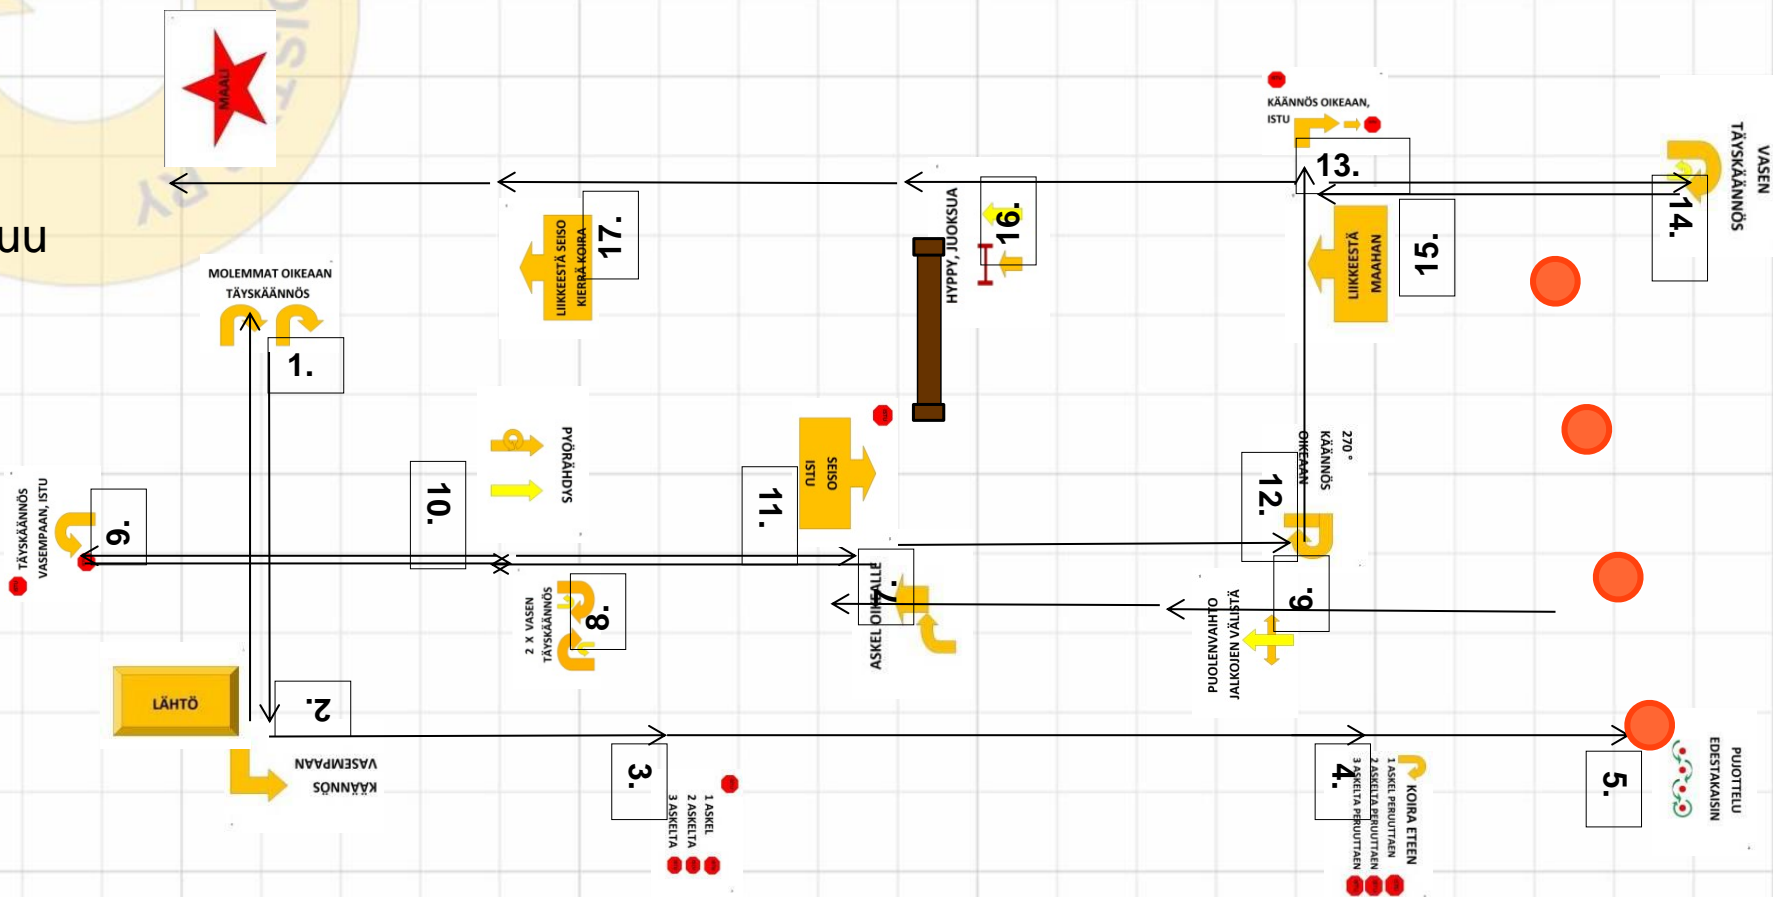 MAALI
RY
uu
MOLEMMAT OIKEAAN
TÄYSKÄÄNNÖS
1.
LÄHTÖ
2.
KÄÄNNÖS
VASEMPAAN
3.
1 ASKEL
2 ASKELTA
3 ASKELTA
4.
KOIRA ETEEN
1 ASKEL PERUUTTAEN
2 ASKELTA PERUUTTAEN
3 ASKELTA PERUUTTAEN
5.
PUJOTTELU
EDESTAKAISIN
6.
PUOLENVAIHTO
JALKOJEN VÄLISTÄ
7.
ASKEL OIKEALLE
8.
2 X VASEN
TÄYSKÄÄNNÖS
9.
TÄYSKÄÄNNÖS
VASEMPAAN, ISTU
10.
PYÖRÄHDYS
11.
SEISO
ISTU
12.
270°
KÄÄNNÖS
OIKEAAN
13.
KÄÄNNÖS OIKEAAN,
ISTU
14.
VASEN
TÄYSKÄÄNNÖS
15.
LIIKKEESTÄ
MAAHAN
16.
HYPPY, JUOKSUA
17.
LIIKKEESTÄ SEISO
KIERRÄ KOIRA